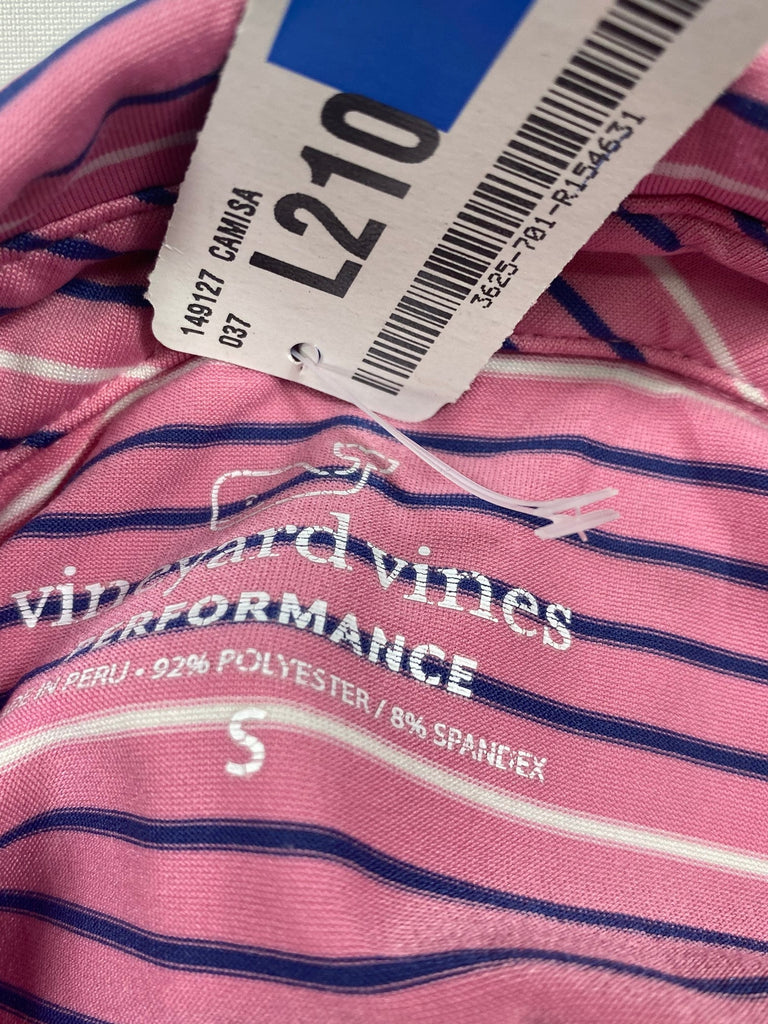 L210
149127 CAMISA
037
3625-701-R154631
vineyard vines
PERFORMANCE
IN PERU • 92% POLYESTER / 8% SPANDEX
S